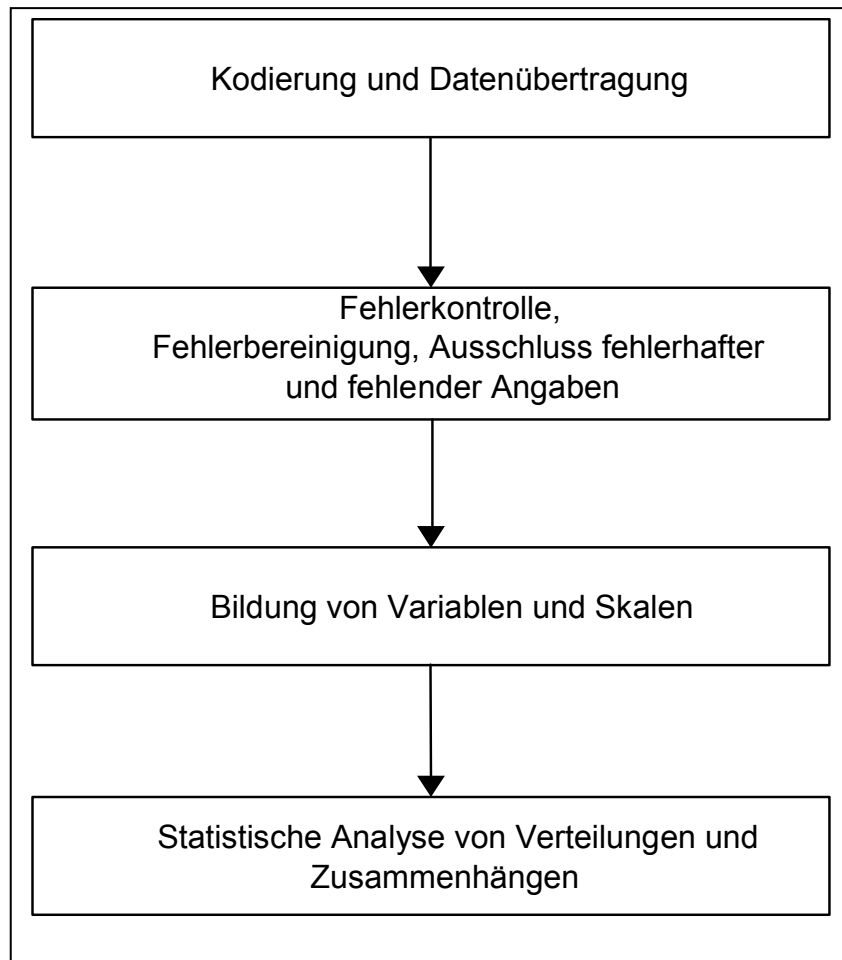 Kodierung und Datenübertragung
Fehlerkontrolle,
Fehlerbereinigung, Ausschluss fehlerhafter
und fehlender Angaben
Bildung von Variablen und Skalen
Statistische Analyse von Verteilungen und
Zusammenhängen